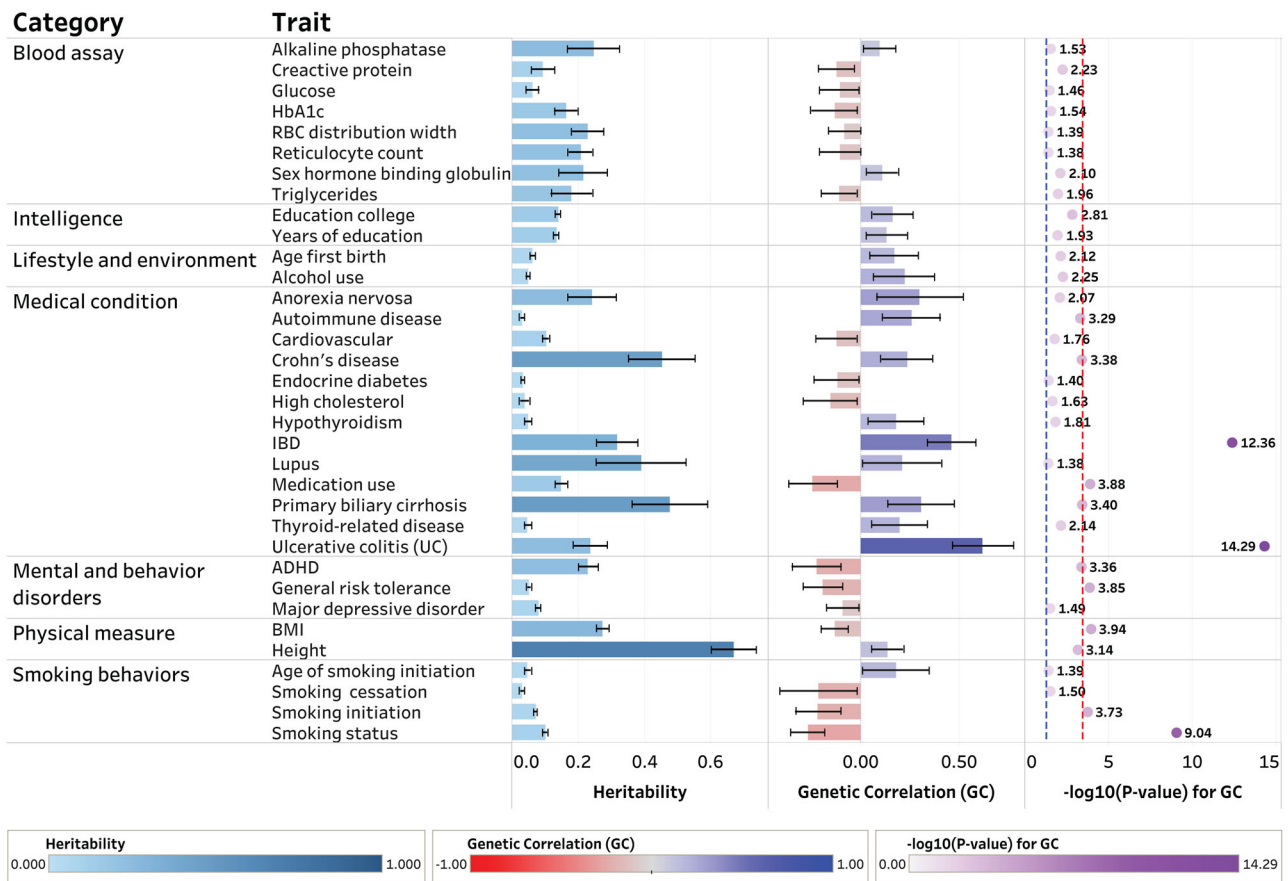 Category Trait
Blood assay Alkaline phosphatase 1.53
Creactive protein 2.23
Glucose 1.46
HbA1c 1.54
RBC distribution width 1.39
Reticulocyte count 1.38
Sex hormone binding globulin 2.10
Triglycerides 1.96
Intelligence Education college 2.81
Years of education 1.93
Lifestyle and environment Age first birth 2.12
Alcohol use 2.25
Medical condition Anorexia nervosa 2.07
Autoimmune disease 3.29
Cardiovascular 1.76
Crohn's disease 3.38
Endocrine diabetes 1.40
High cholesterol 1.63
Hypothyroidism 1.81
IBD 12.36
Lupus 1.38
Medication use 3.88
Primary biliary cirrhosis 3.40
Thyroid-related disease 2.14
Ulcerative colitis (UC) 14.29
Mental and behavior ADHD 3.36
disorders General risk tolerance 3.85
Major depressive disorder 1.49
Physical measure BMI 3.94
Height 3.14
Smoking behaviors Age of smoking initiation 1.39
Smoking cessation 1.50
Smoking initiation 3.73
Smoking status 9.04
0.0 0.2 0.4 0.6 0.00 0.50 0 5 10 15
Heritability Genetic Correlation (GC) -log10(P-value) for GC
Heritability Genetic Correlation (GC) -log10(P-value) for GC
0.000 1.000 -1.00 1.00 0.00 14.29